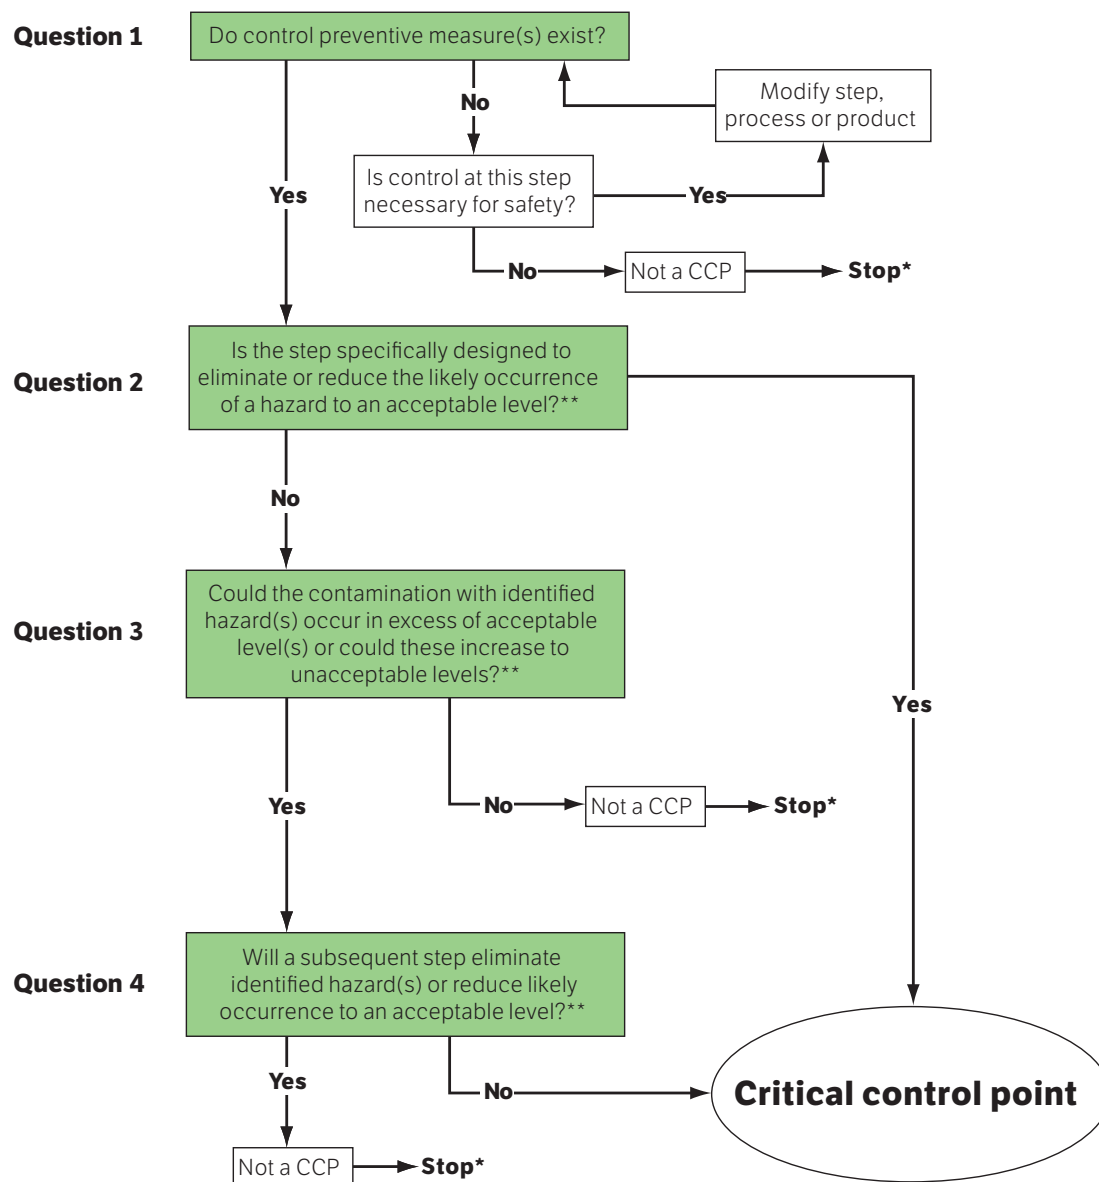 Question 1
Do control preventive measure(s) exist?
No
Modify step,
process or product
Is control at this step
necessary for safety?
Yes
Yes
No
Not a CCP
Stop*
Question 2
Is the step specifically designed to
eliminate or reduce the likely occurrence
of a hazard to an acceptable level?**
No
Question 3
Could the contamination with identified
hazard(s) occur in excess of acceptable
level(s) or could these increase to
unacceptable levels?**
Yes
Yes
No
Not a CCP
Stop*
Question 4
Will a subsequent step eliminate
identified hazard(s) or reduce likely
occurrence to an acceptable level?**
Yes
No
Critical control point
Not a CCP
Stop*